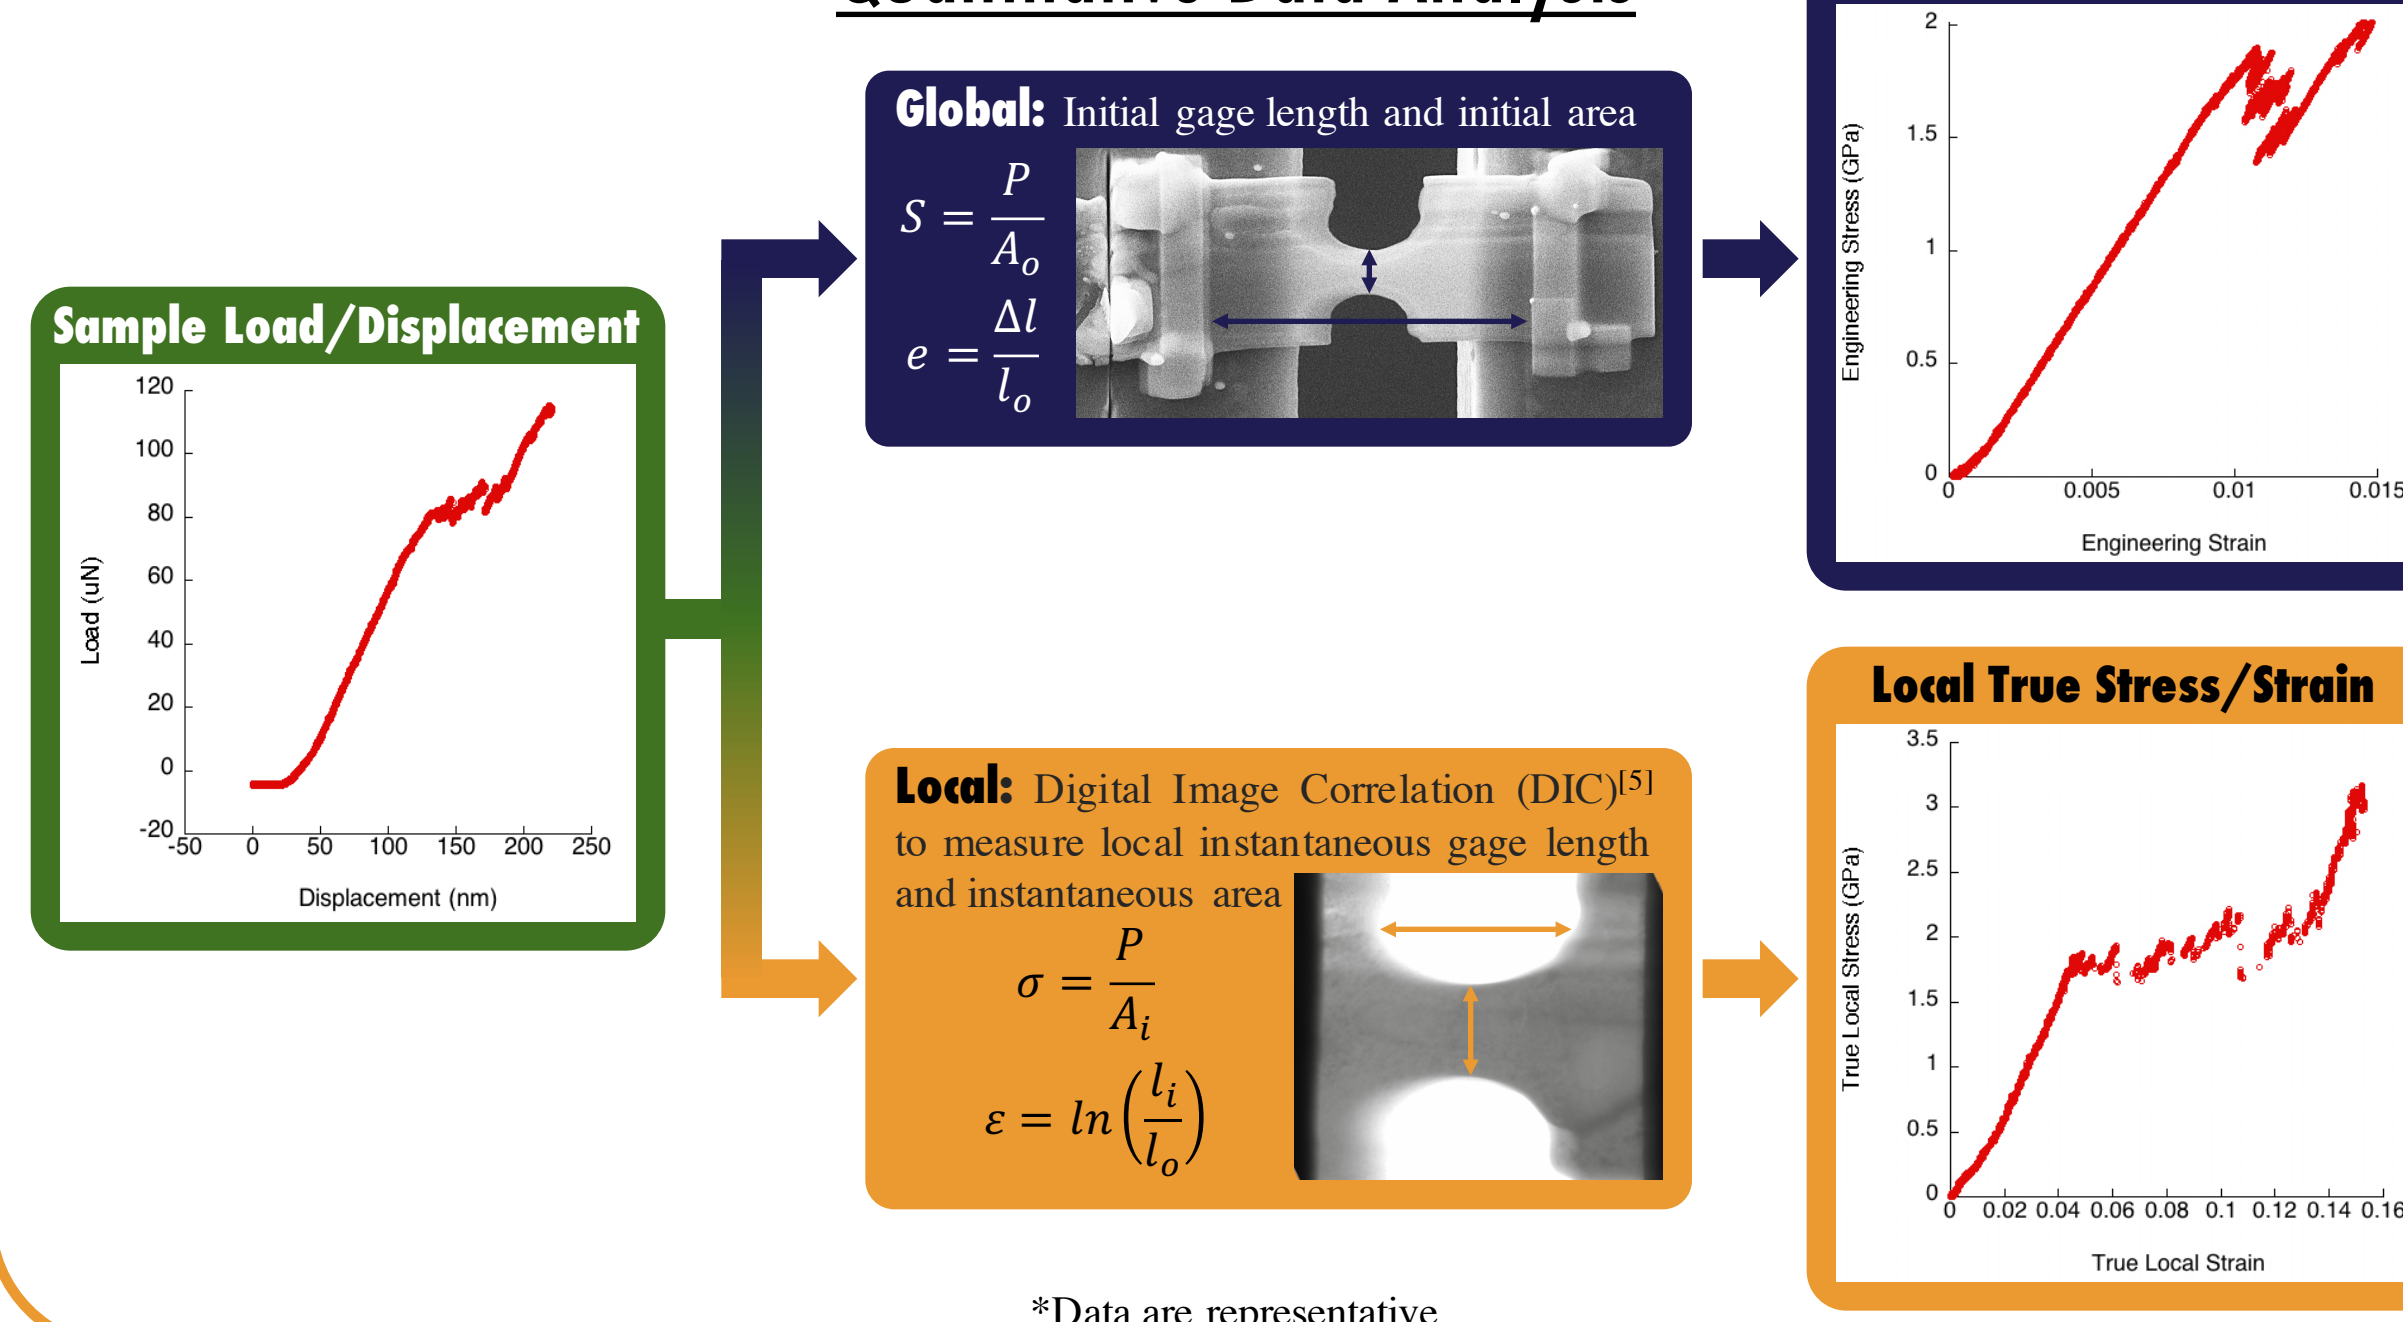 Quantitative Data Analysis
Global: Initial gage length and initial area
S = P / A_o
e = Δl / l_o
Sample Load/Displacement
120
100
80
60
40
20
0
-20
-50 0 50 100 150 200 250
Load (uN)
Displacement (nm)
2
1.5
1
0.5
0
0 0.005 0.01 0.015
Engineering Stress (GPa)
Engineering Strain
Local: Digital Image Correlation (DIC)[5]
to measure local instantaneous gage length
and instantaneous area
σ = P / A_i
ε = ln(l_i / l_o)
Local True Stress/Strain
3.5
3
2.5
2
1.5
1
0.5
0
0 0.02 0.04 0.06 0.08 0.1 0.12 0.14 0.16
True Local Stress (GPa)
True Local Strain
*Data are representative